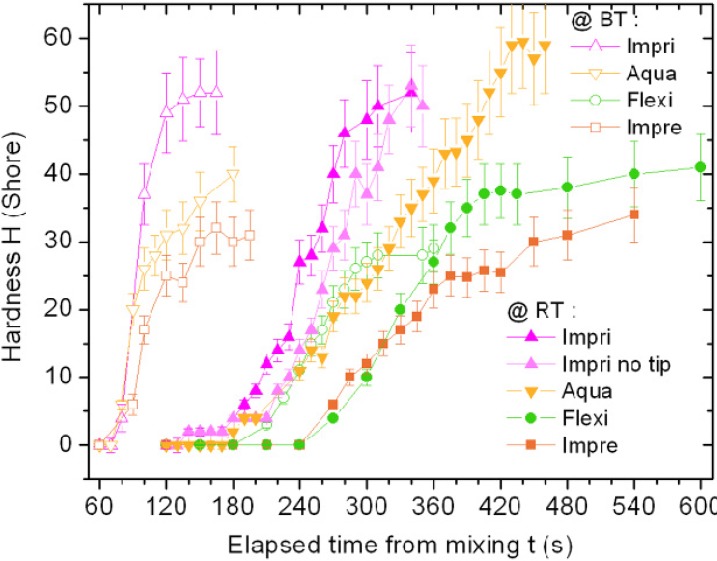 60
50
40
30
20
10
0
Hardness H (Shore)
@ BT :
Impri
Aqua
Flexi
Impre
@ RT :
Impri
Impri no tip
Aqua
Flexi
Impre
60 120 180 240 300 360 420 480 540 600
Elapsed time from mixing t (s)